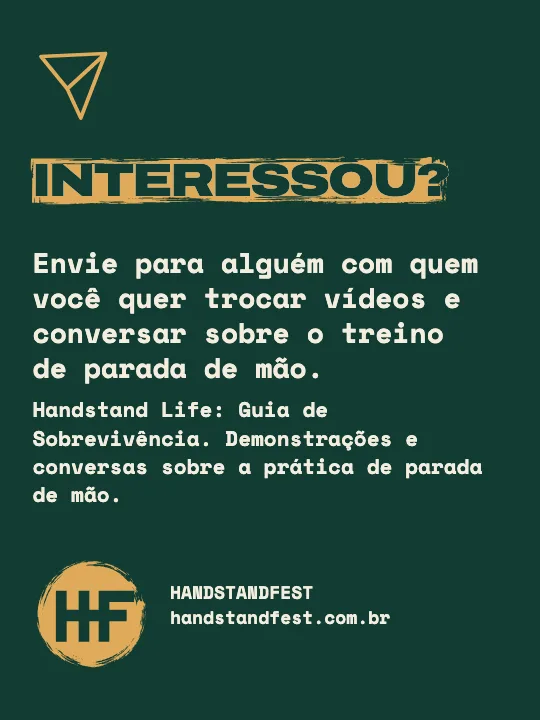 INTERESSOU?
Envie para alguém com quem
você quer trocar vídeos e
conversar sobre o treino
de parada de mão.
Handstand Life: Guia de
Sobrevivência. Demonstrações e
conversas sobre a prática de parada
de mão.
HF
HANDSTANDFEST
handstandfest.com.br